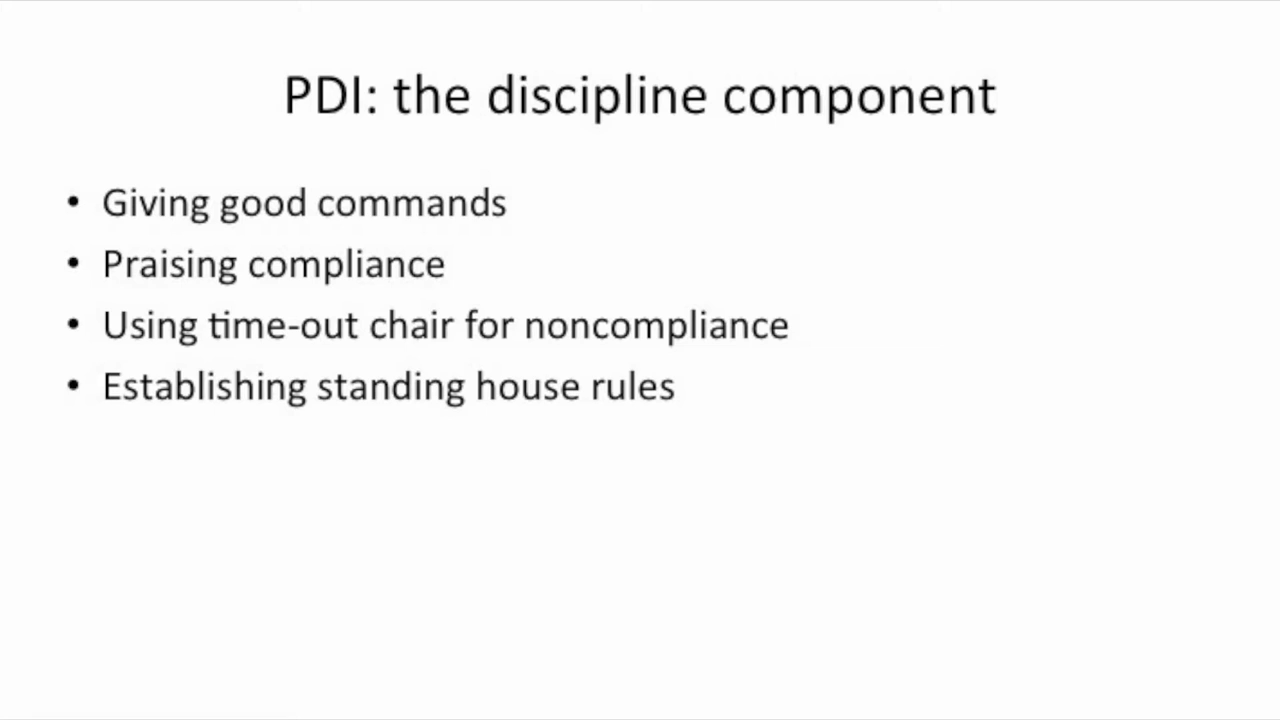 PDI: the discipline component
• Giving good commands
• Praising compliance
• Using time-out chair for noncompliance
• Establishing standing house rules